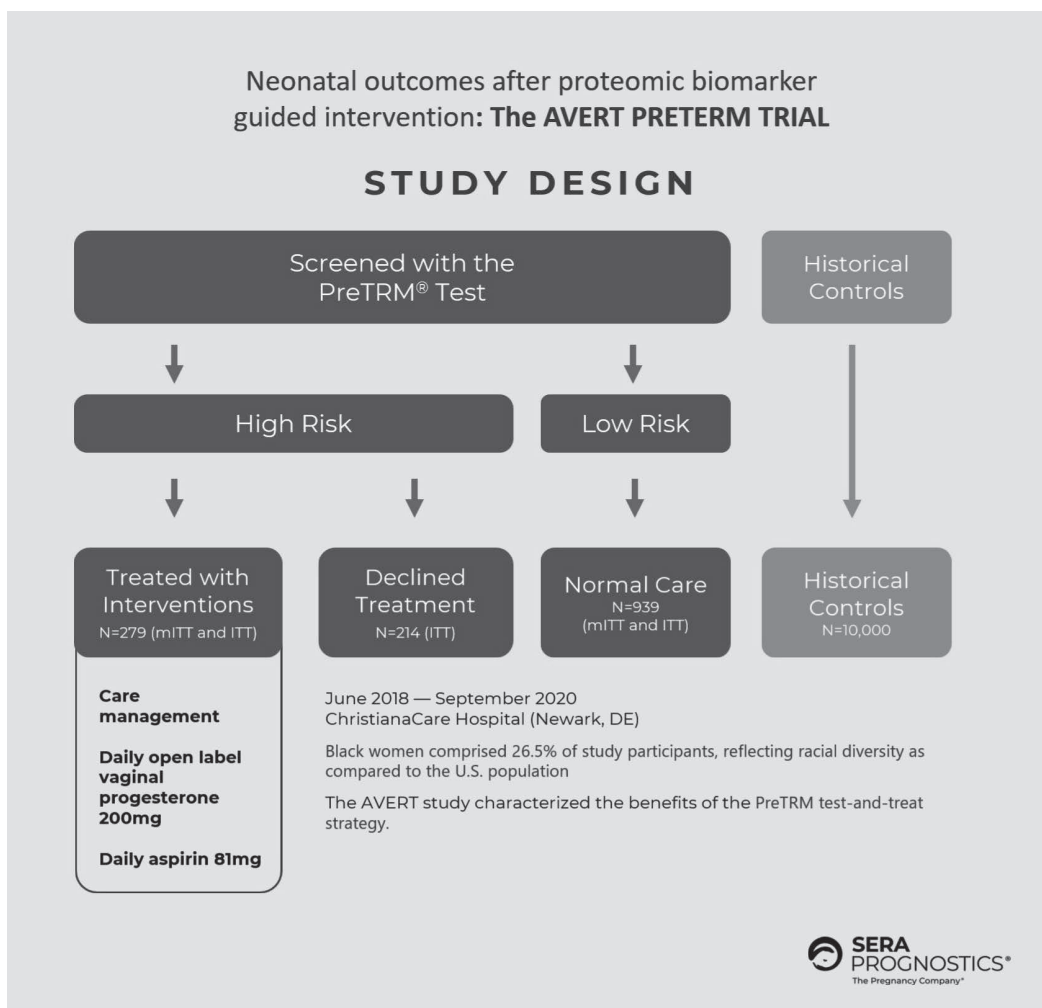 Neonatal outcomes after proteomic biomarker
guided intervention: The AVERT PRETERM TRIAL
STUDY DESIGN
Screened with the
PreTRM® Test
Historical
Controls
High Risk
Low Risk
Treated with
Interventions
N=279 (mITT and ITT)
Declined
Treatment
N=214 (ITT)
Normal Care
N=939
(mITT and ITT)
Historical
Controls
N=10,000
Care
management
Daily open label
vaginal
progesterone
200mg
Daily aspirin 81mg
June 2018 — September 2020
ChristianaCare Hospital (Newark, DE)
Black women comprised 26.5% of study participants, reflecting racial diversity as
compared to the U.S. population
The AVERT study characterized the benefits of the PreTRM test-and-treat
strategy.
SERA
PROGNOSTICS®
The Pregnancy Company®